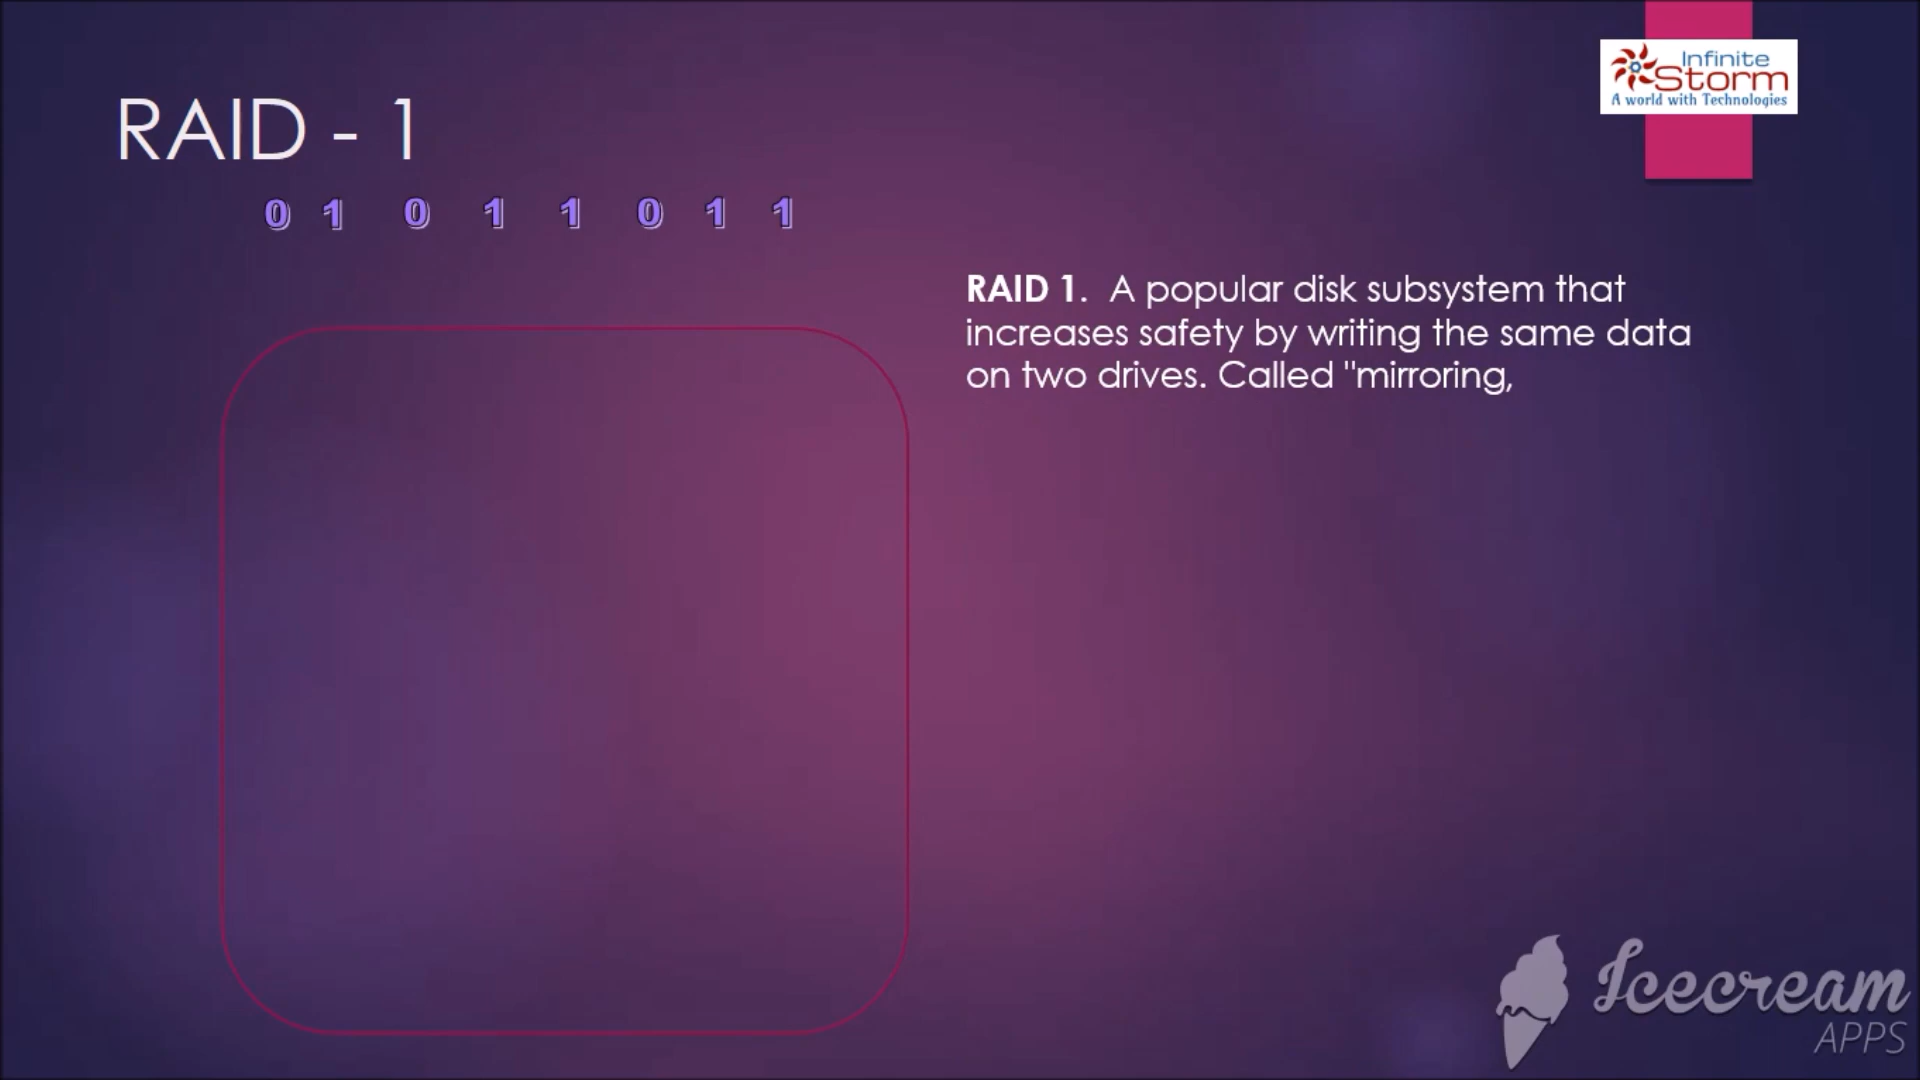 Infinite
Storm
A world with Technologies
RAID - 1
0 1 0 1 1 0 1 1
RAID 1. A popular disk subsystem that
increases safety by writing the same data
on two drives. Called "mirroring,
Icecream
APPS